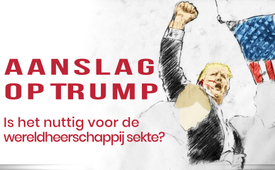 AANSLAG
OP TRUMP
Is het nuttig voor de
wereldheerschappij sekte?